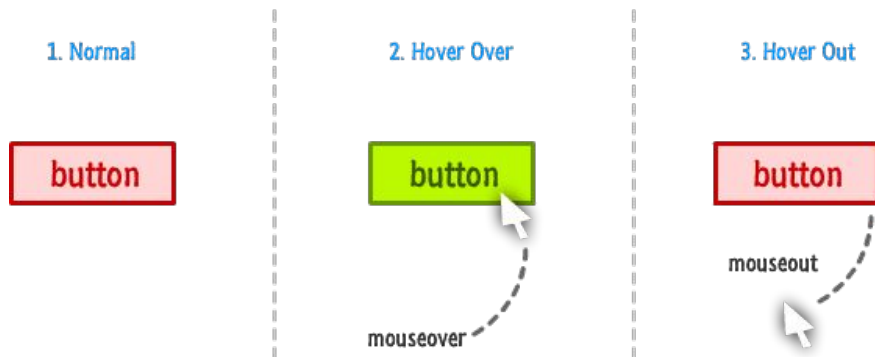 1. Normal
button
2. Hover Over
button
mouseover
3. Hover Out
button
mouseout